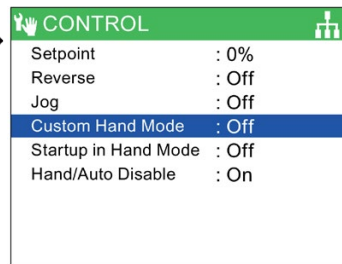 CONTROL
Setpoint : 0%
Reverse : Off
Jog : Off
Custom Hand Mode : Off
Startup in Hand Mode : Off
Hand/Auto Disable : On